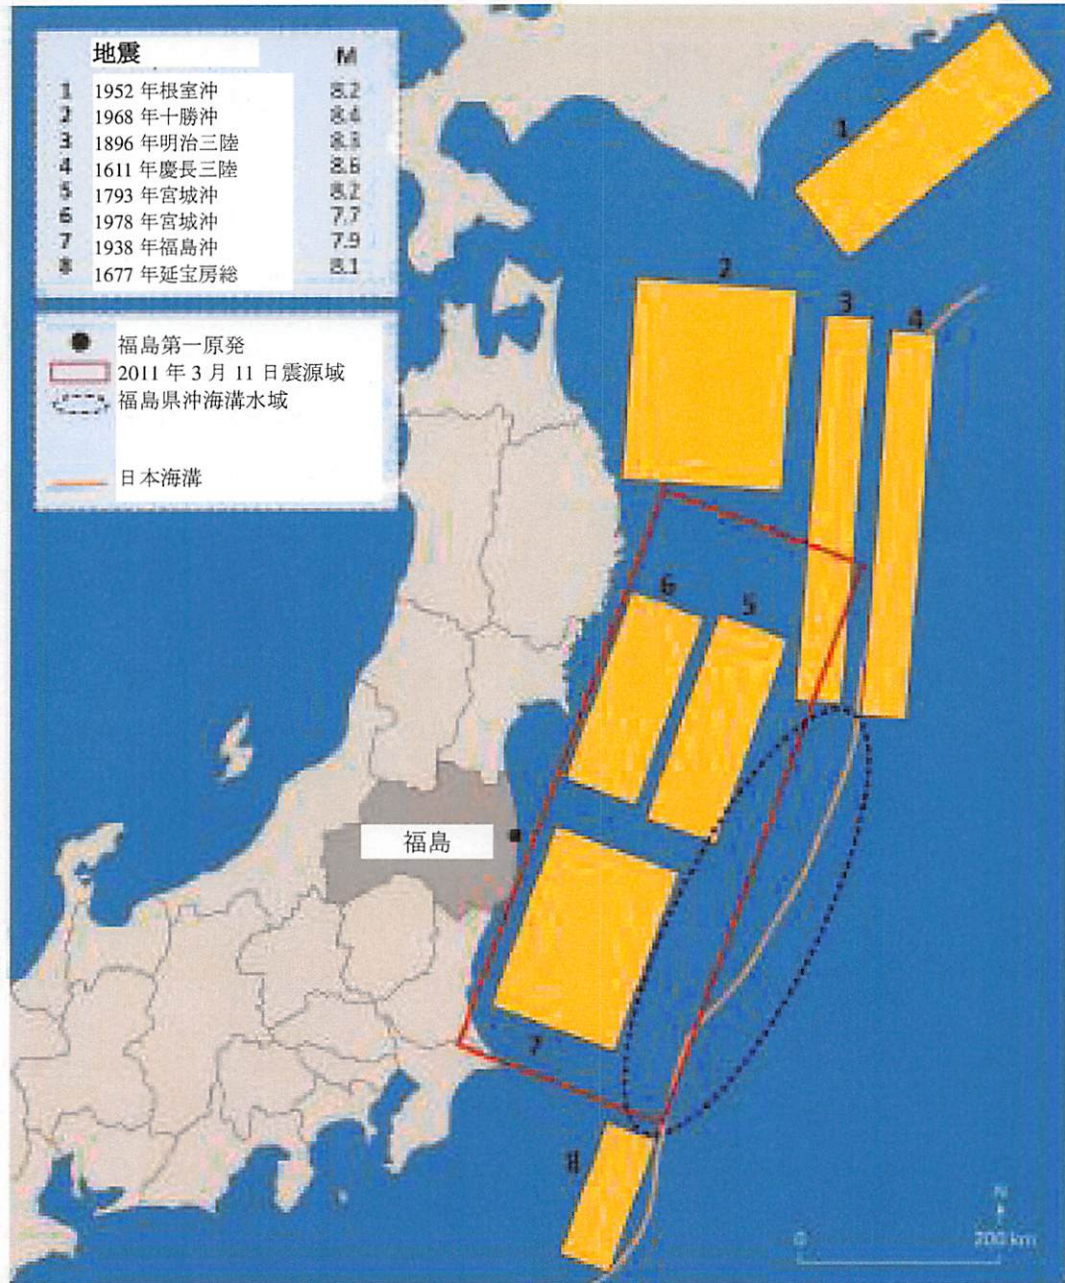 地震 M
1 1952 年根室沖 8.2
2 1968 年十勝沖 8.4
3 1896 年明治三陸 8.3
4 1611 年慶長三陸 8.6
5 1793 年宮城沖 8.2
6 1978 年宮城沖 7.7
7 1938 年福島沖 7.9
8 1677 年延宝房総 8.1
福島第一原発
2011 年 3 月 11 日震源域
福島県沖海溝水域
日本海溝
1
2
3
4
6
5
福島
7
8
N
0 200 km